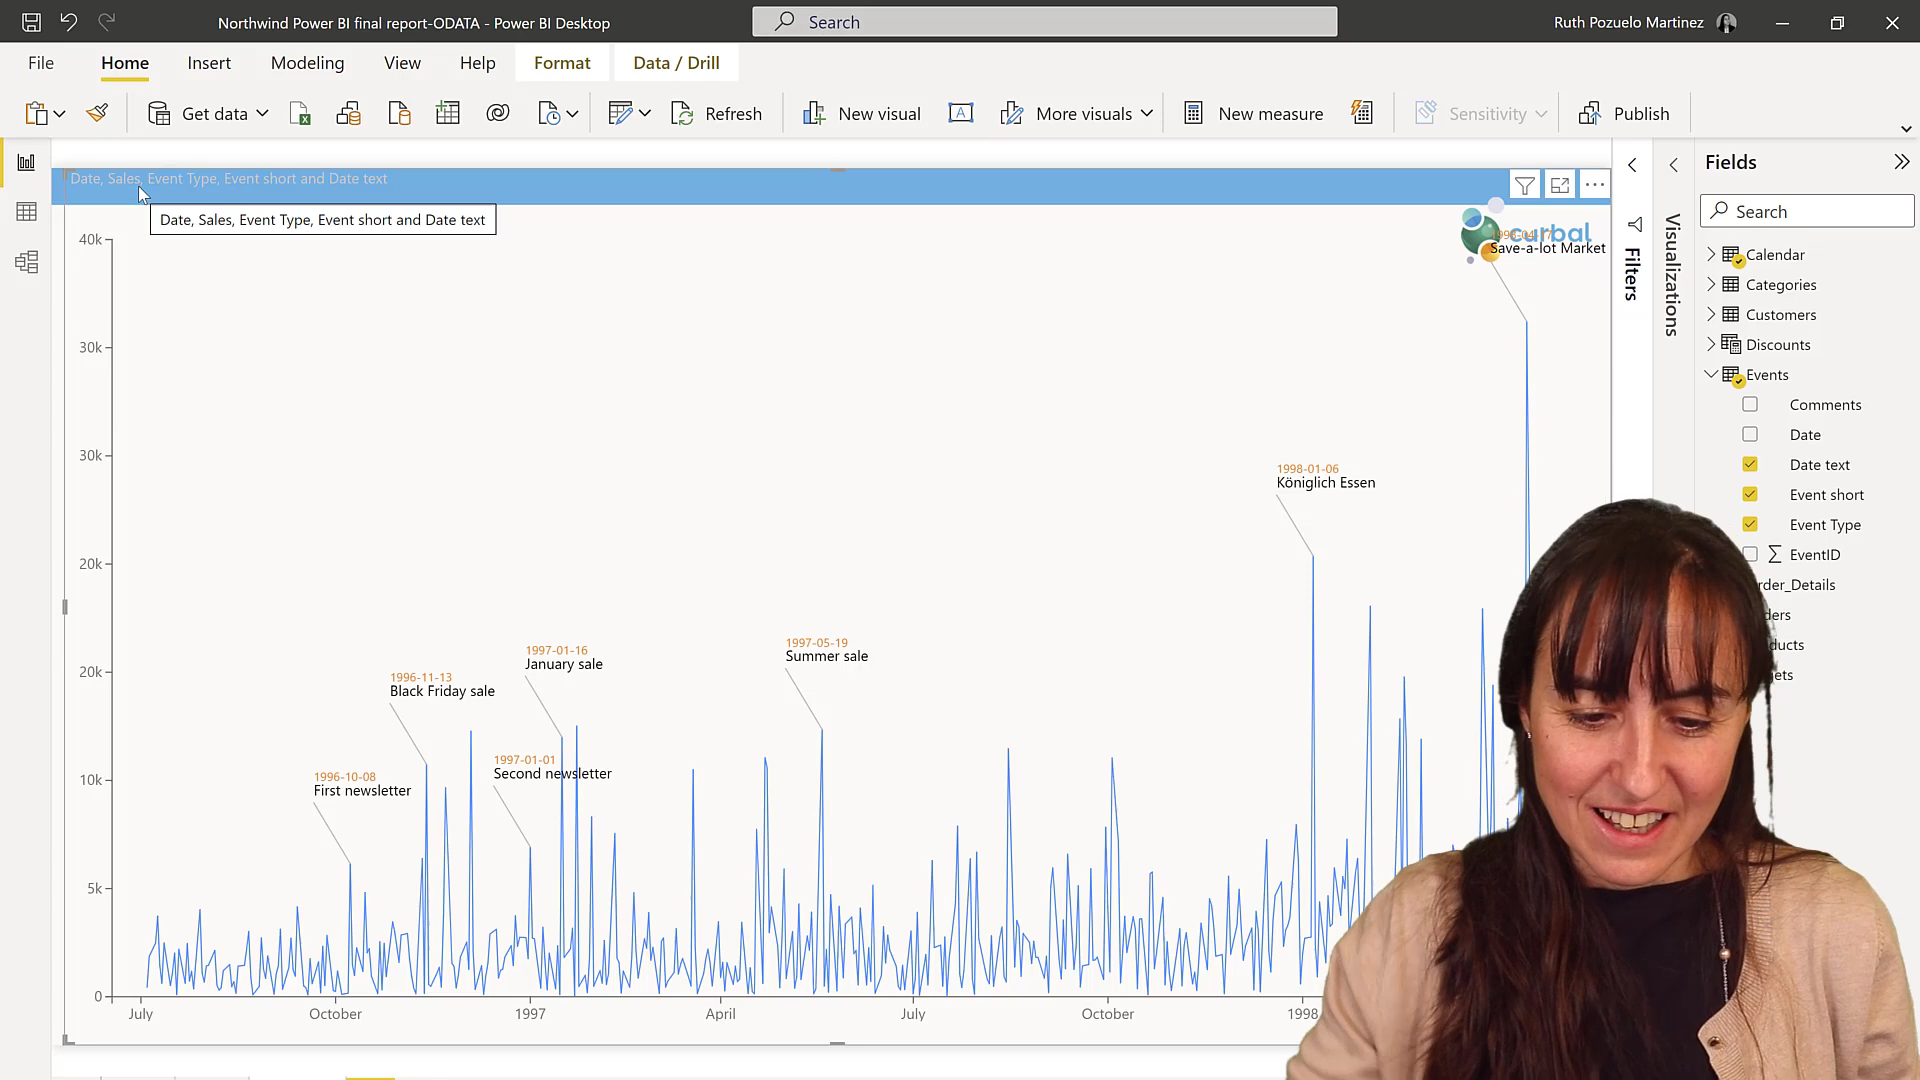 Northwind Power BI final report-ODATA - Power BI Desktop
Search
Ruth Pozuelo Martinez
File
Home
Insert
Modeling
View
Help
Format
Data / Drill
Get data
Refresh
New visual
More visuals
New measure
Sensitivity
Publish
Date, Sales, Event Type, Event short and Date text
Date, Sales, Event Type, Event short and Date text
curbal
Save-a-lot Market
40k
30k
30k
20k
20k
10k
5k
0
1998-01-06
Königlich Essen
1997-05-19
Summer sale
1997-01-16
January sale
1996-11-13
Black Friday sale
1997-01-01
Second newsletter
1996-10-08
First newsletter
July
October
1997
April
July
October
1998
Filters
Visualizations
Fields
Search
Calendar
Categories
Customers
Discounts
Events
Comments
Date
Date text
Event short
Event Type
EventID
rder_Details
ders
ducts
gets